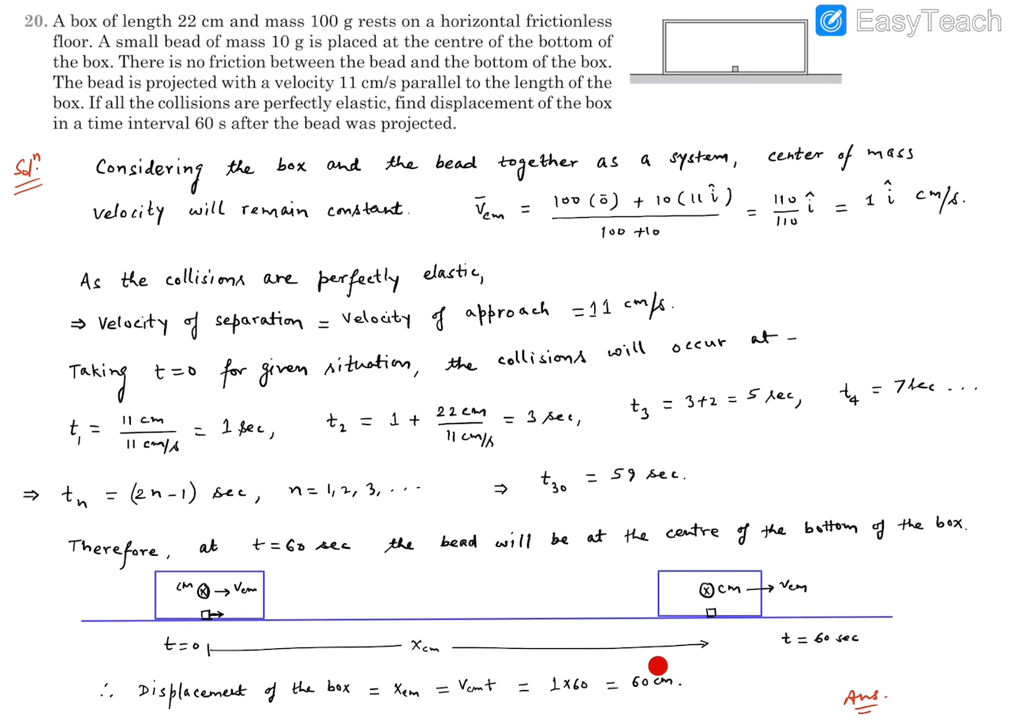 20. A box of length 22 cm and mass 100 g rests on a horizontal frictionless
floor. A small bead of mass 10 g is placed at the centre of the bottom of
the box. There is no friction between the bead and the bottom of the box.
The bead is projected with a velocity 11 cm/s parallel to the length of the
box. If all the collisions are perfectly elastic, find displacement of the box
in a time interval 60 s after the bead was projected.
EasyTeach
Solⁿ. Considering the box and the bead together as a system, center of mass
velocity will remain constant. v̄cm = (100(ō) + 10(11 î)) / (100+10) = 110/110 î = 1 î cm/s.
As the collisions are perfectly elastic,
⇒ Velocity of separation = velocity of approach = 11 cm/s.
Taking t=0 for given situation, the collisions will occur at –
t₁ = 11 cm / 11 cm/s = 1 sec, t₂ = 1 + 22 cm / 11 cm/s = 3 sec, t₃ = 3+2 = 5 sec, t₄ = 7 sec ...
⇒ tn = (2n-1) sec, n=1,2,3,... ⇒ t₃₀ = 59 sec.
Therefore, at t=60 sec the bead will be at the centre of the bottom of the box.
cm → vcm cm → vcm
t=0 xcm t = 60 sec
∴ Displacement of the box = xcm = vcm t = 1×60 = 60 cm.
Ans.